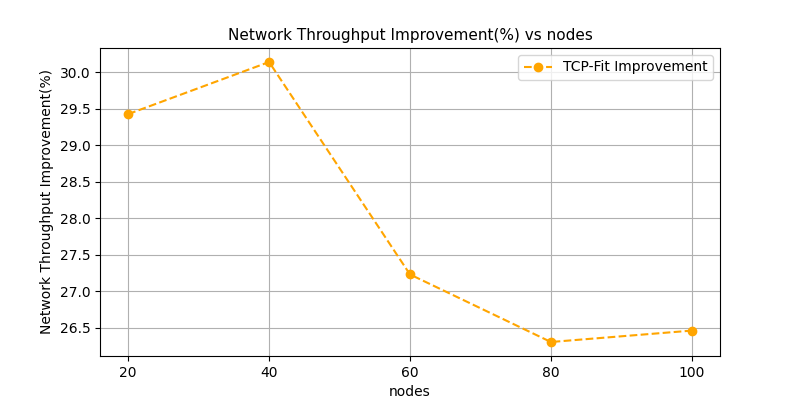 Network Throughput Improvement(%) vs nodes
TCP-Fit Improvement
Network Throughput Improvement(%)
30.0
29.5
29.0
28.5
28.0
27.5
27.0
26.5
20 40 60 80 100
nodes